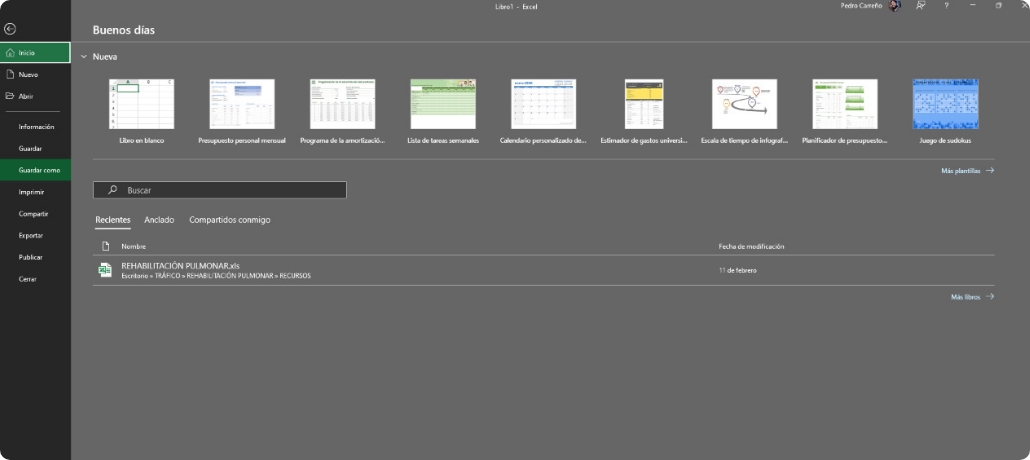 Libro1 - Excel
Pedro Carreño
?
Buenos días
Inicio
Nuevo
Abrir
Información
Guardar
Guardar como
Imprimir
Compartir
Exportar
Publicar
Cerrar
Nueva
Libro en blanco
Presupuesto personal mensual
Programa de la amortizació...
Lista de tareas semanales
Calendario personalizado de...
Estimador de gastos universi...
Escala de tiempo de infograf...
Planificador de presupuesto...
Juego de sudokus
Más plantillas
Buscar
Recientes Anclado Compartidos conmigo
Nombre Fecha de modificación
REHABILITACIÓN PULMONAR.xls
Escritorio » TRÁFICO » REHABILITACIÓN PULMONAR » RECURSOS
11 de febrero
Más libros